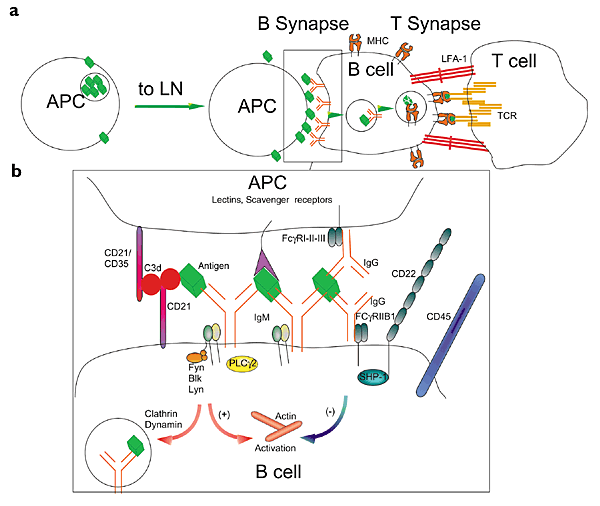 a
B Synapse
T Synapse
MHC
LFA-1
B cell
T cell
APC
to LN
APC
TCR
b
APC
Lectins, Scavenger receptors
FcγRI-II-III
CD21/
CD35
C3d
Antigen
IgG
CD22
CD21
IgM
IgG
FCγRIIB1
CD45
Fyn
Blk
Lyn
PLCγ2
SHP-1
Clathrin
Dynamin
(+)
Actin
(-)
Activation
B cell